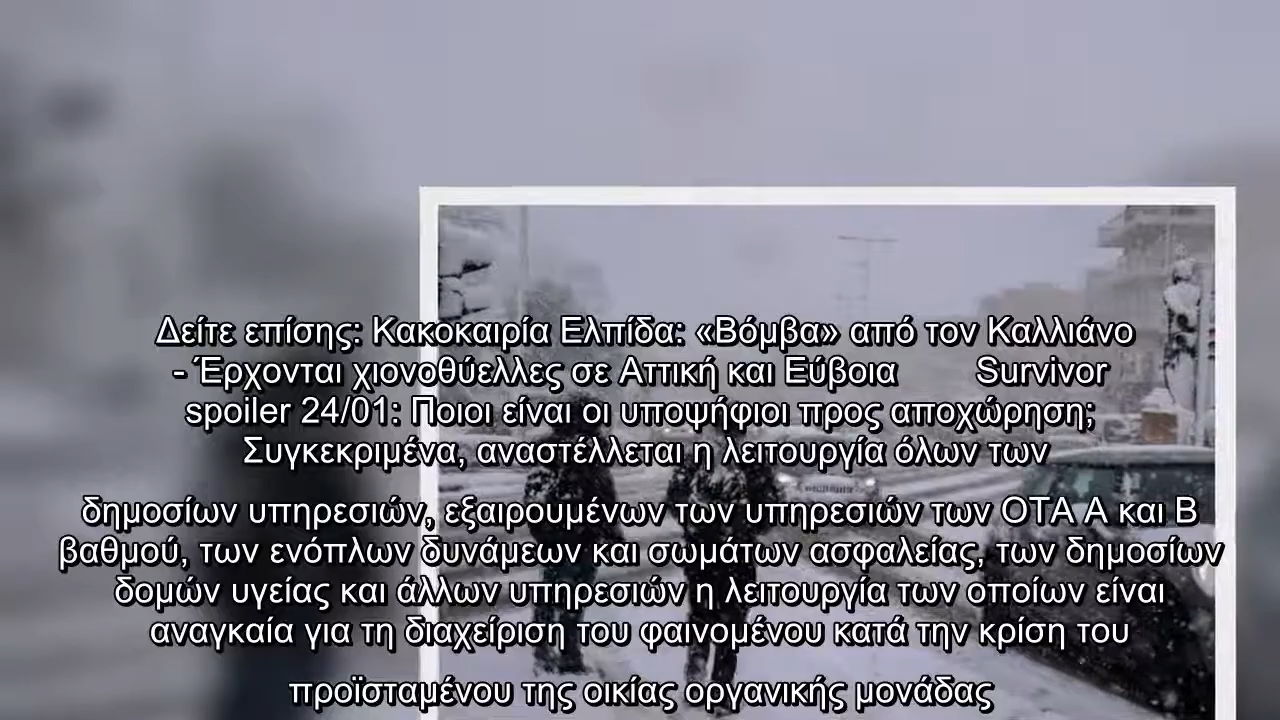 Δείτε επίσης: Κακοκαιρία Ελπίδα: «Βόμβα» από τον Καλλιάνο
- Έρχονται χιονοθύελλες σε Αττική και Εύβοια Survivor
spoiler 24/01: Ποιοι είναι οι υποψήφιοι προς αποχώρηση;
Συγκεκριμένα, αναστέλλεται η λειτουργία όλων των
δημοσίων υπηρεσιών, εξαιρουμένων των υπηρεσιών των ΟΤΑ Α και Β
βαθμού, των ενόπλων δυνάμεων και σωμάτων ασφαλείας, των δημοσίων
δομών υγείας και άλλων υπηρεσιών η λειτουργία των οποίων είναι
αναγκαία για τη διαχείριση του φαινομένου κατά την κρίση του
προϊσταμένου της οικίας οργανικής μονάδας